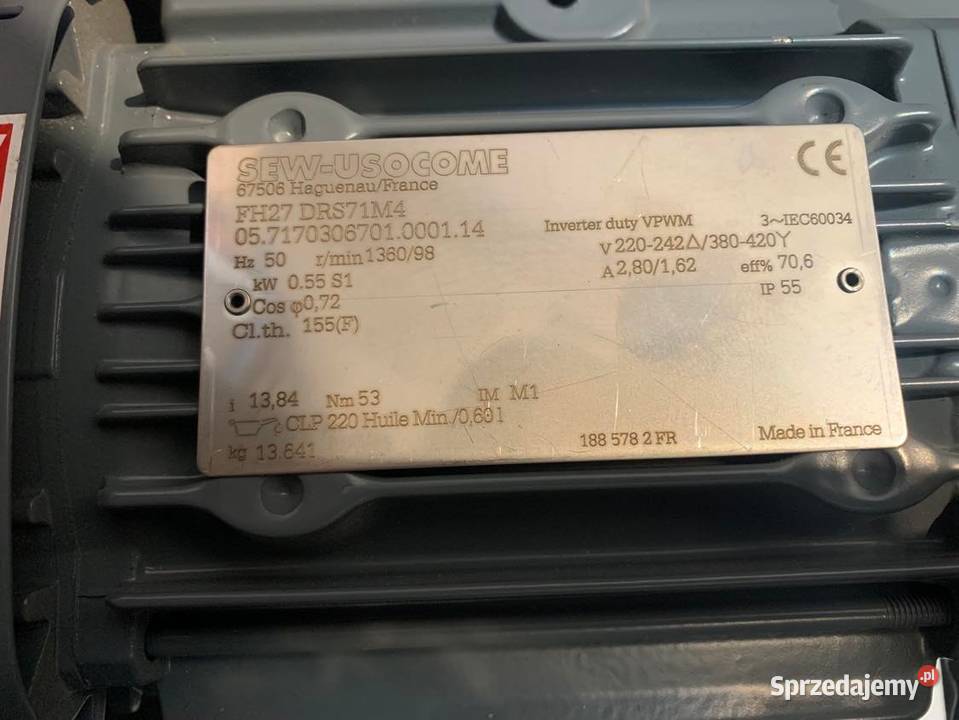 SEW-USOCOME
67506 Haguenau/France
FH27 DRS71M4
05.7170306701.0001.14
Inverter duty VPWM 3~IEC60034
Hz 50 r/min 1360/98 V 220-242Δ/380-420Y
kW 0.55 S1 A 2,80/1,62 eff% 70,6
Cos φ 0,72 IP 55
Cl.th. 155(F)
i 13,84 Nm 53 IM M1
CLP 220 Huile Min./0,60 l
kg 13.641 188 578 2 FR Made in France
CE
Sprzedajemy.pl